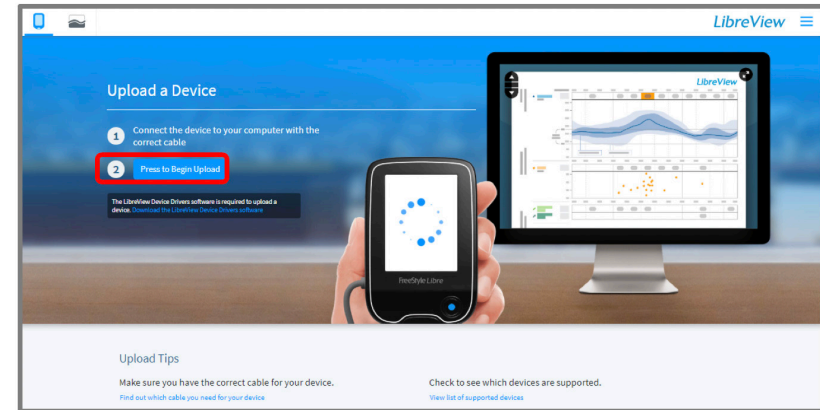 LibreView
Upload a Device
1 Connect the device to your computer with the
correct cable
2 Press to Begin Upload
The LibreView Device Drivers software is required to upload a
device. Download the LibreView Device Drivers software
LibreView
FreeStyle Libre
Upload Tips
Make sure you have the correct cable for your device.
Find out which cable you need for your device
Check to see which devices are supported.
View list of supported devices